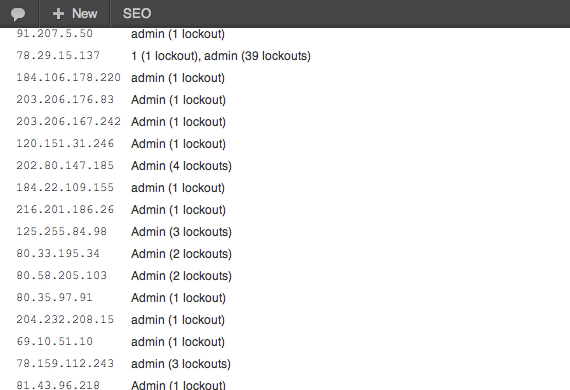 New SEO
91.207.5.50 admin (1 lockout)
78.29.15.137 1 (1 lockout), admin (39 lockouts)
184.106.178.220 admin (1 lockout)
203.206.176.83 Admin (1 lockout)
203.206.167.242 Admin (1 lockout)
120.151.31.246 Admin (1 lockout)
202.80.147.185 Admin (4 lockouts)
184.22.109.155 admin (1 lockout)
216.201.186.26 Admin (1 lockout)
125.255.84.98 Admin (3 lockouts)
80.33.195.34 Admin (2 lockouts)
80.58.205.103 Admin (2 lockouts)
80.35.97.91 Admin (1 lockout)
204.232.208.15 admin (1 lockout)
69.10.51.10 admin (1 lockout)
78.159.112.243 admin (3 lockouts)
81.43.96.218 Admin (1 lockout)